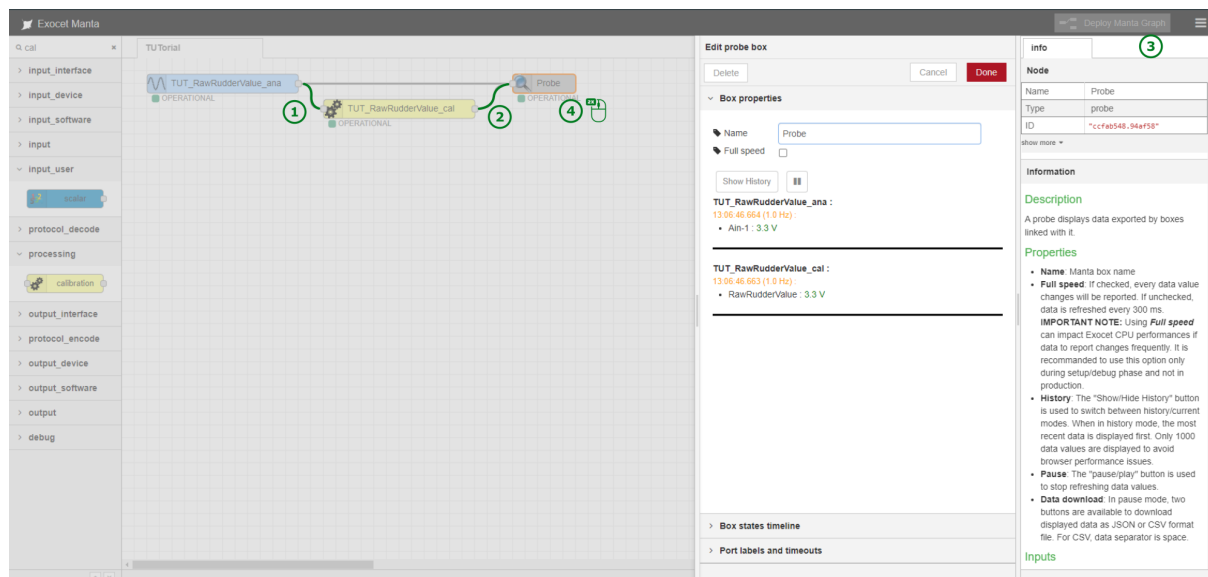 Exocet Manta
Deploy Manta Graph
cal
×
input_interface
input_device
input_software
input
input_user
scalar
protocol_decode
processing
calibration
output_interface
protocol_encode
output_device
output_software
output
debug
TUTorial
TUT_RawRudderValue_ana
OPERATIONAL
1
TUT_RawRudderValue_cal
OPERATIONAL
2
Probe
OPERATIONAL
4
Edit probe box
Delete
Cancel
Done
Box properties
Name
Probe
Full speed
Show History
TUT_RawRudderValue_ana :
13:06:46.664 (1.0 Hz) :
• Ain-1 : 3.3 V
TUT_RawRudderValue_cal :
13:06:46.663 (1.0 Hz) :
• RawRudderValue : 3.3 V
Box states timeline
Port labels and timeouts
info
3
Node
Name Probe
Type probe
ID "ccfab548.94af58"
show more
Information
Description
A probe displays data exported by boxes
linked with it.
Properties
• Name: Manta box name
• Full speed: If checked, every data value
changes will be reported. If unchecked,
data is refreshed every 300 ms.
IMPORTANT NOTE: Using Full speed
can impact Exocet CPU performances if
data to report changes frequently. It is
recommanded to use this option only
during setup/debug phase and not in
production.
• History: The "Show/Hide History" button
is used to switch between history/current
modes. When in history mode, the most
recent data is displayed first. Only 1000
data values are displayed to avoid
browser performance issues.
• Pause: The "pause/play" button is used
to stop refreshing data values.
• Data download: In pause mode, two
buttons are available to download
displayed data as JSON or CSV format
file. For CSV, data separator is space.
Inputs